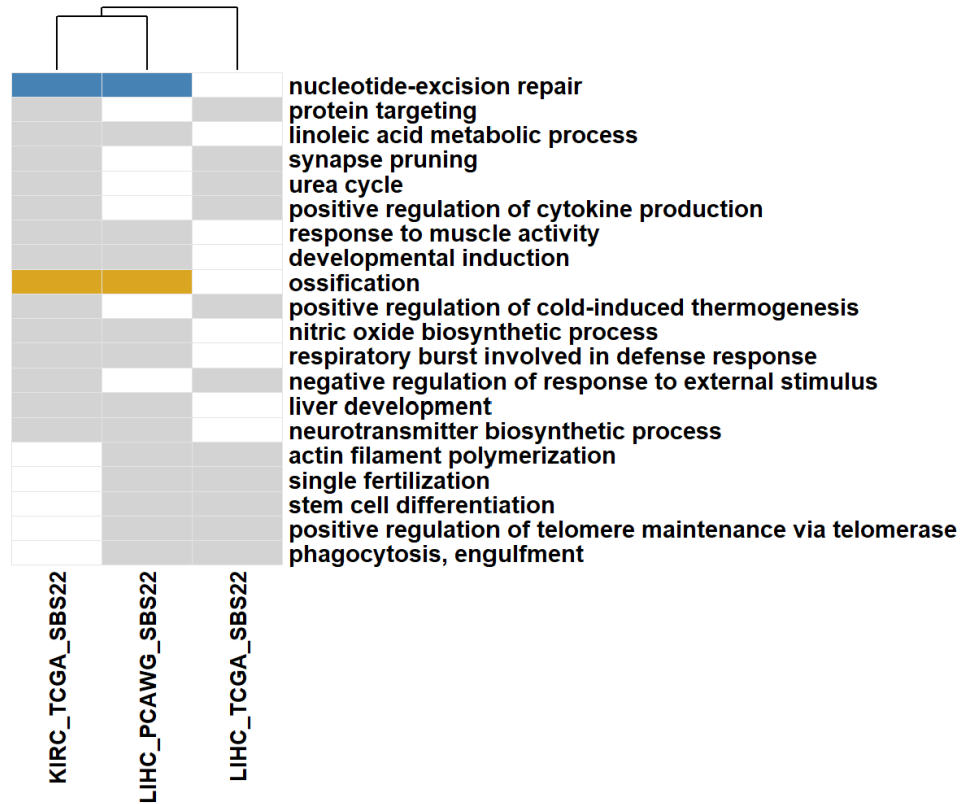 nucleotide-excision repair
protein targeting
linoleic acid metabolic process
synapse pruning
urea cycle
positive regulation of cytokine production
response to muscle activity
developmental induction
ossification
positive regulation of cold-induced thermogenesis
nitric oxide biosynthetic process
respiratory burst involved in defense response
negative regulation of response to external stimulus
liver development
neurotransmitter biosynthetic process
actin filament polymerization
single fertilization
stem cell differentiation
positive regulation of telomere maintenance via telomerase
phagocytosis, engulfment
KIRC_TCGA_SBS22
LIHC_PCAWG_SBS22
LIHC_TCGA_SBS22